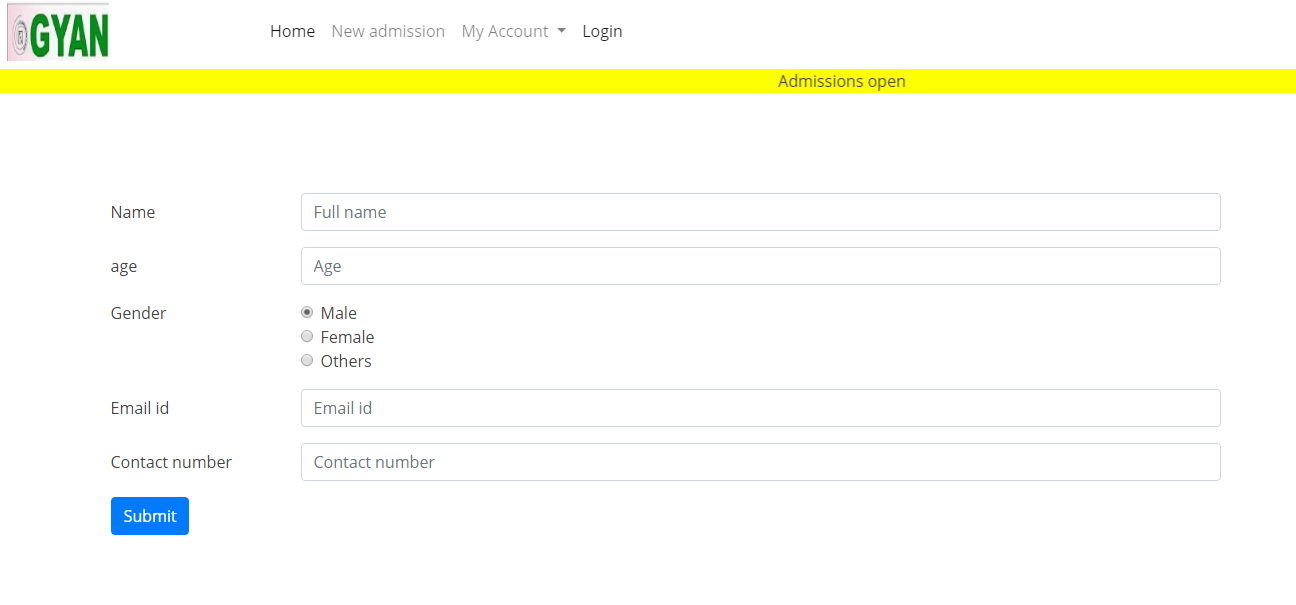 @GYAN
Home New admission My Account Login
Admissions open
Name Full name
age Age
Gender Male
Female
Others
Email id Email id
Contact number Contact number
Submit